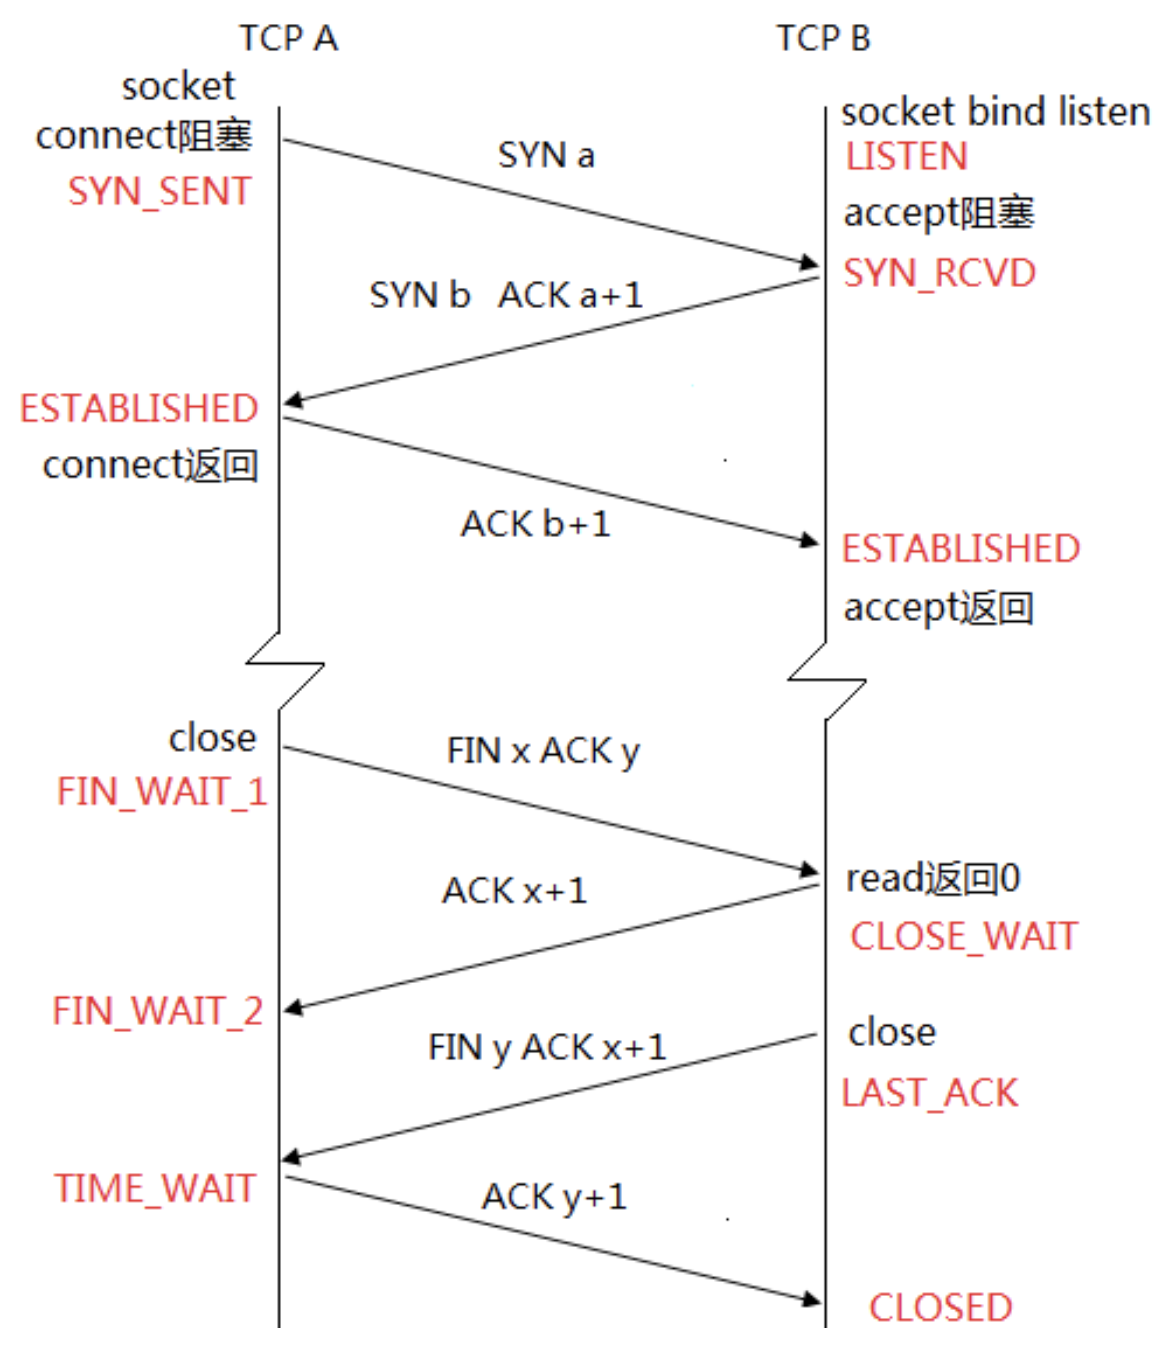 TCP A
TCP B
socket
socket bind listen
connect阻塞
SYN a
LISTEN
SYN_SENT
accept阻塞
SYN_RCVD
SYN b ACK a+1
ESTABLISHED
connect返回
ACK b+1
ESTABLISHED
accept返回
close
FIN x ACK y
FIN_WAIT_1
read返回0
ACK x+1
CLOSE_WAIT
FIN_WAIT_2
close
FIN y ACK x+1
LAST_ACK
TIME_WAIT
ACK y+1
CLOSED